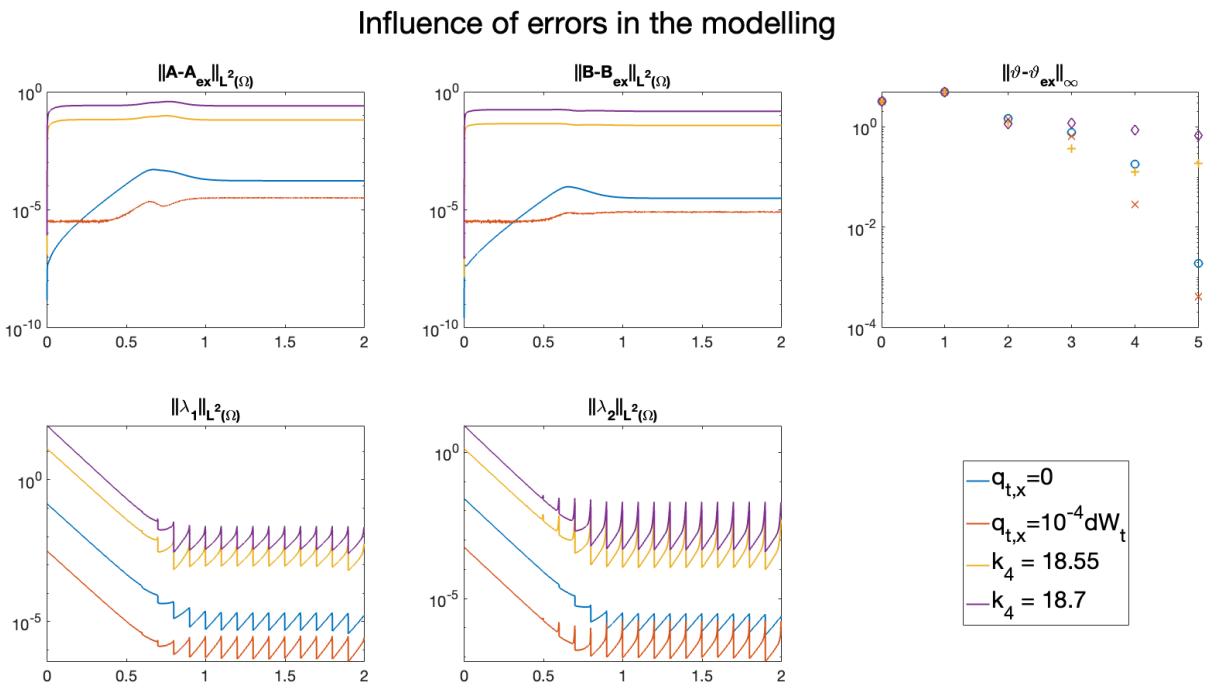 Influence of errors in the modelling
||A-A_ex||_L²(Ω)
10^0
10^-5
10^-10
0 0.5 1 1.5 2
||B-B_ex||_L²(Ω)
10^0
10^-5
10^-10
0 0.5 1 1.5 2
||ϑ-ϑ_ex||_∞
10^0
10^-2
10^-4
0 1 2 3 4 5
||λ_1||_L²(Ω)
10^0
10^-5
0 0.5 1 1.5 2
||λ_2||_L²(Ω)
10^0
10^-5
0 0.5 1 1.5 2
q_t,x=0
q_t,x=10^-4 dW_t
k_4 = 18.55
k_4 = 18.7